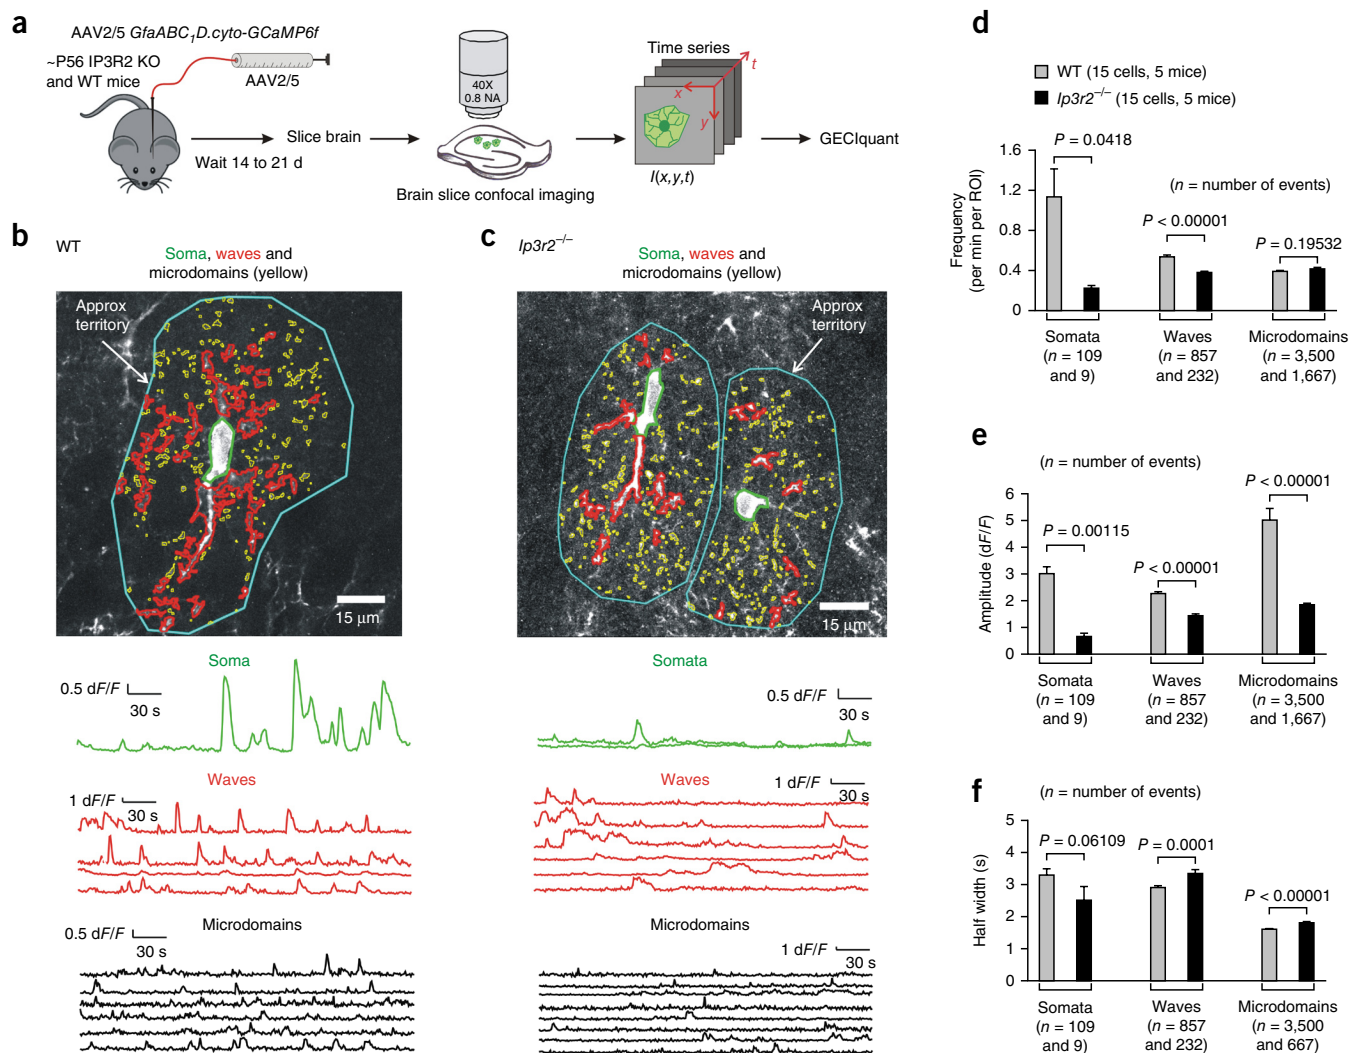 a
AAV2/5 GfaABC₁D.cyto-GCaMP6f
~P56 IP3R2 KO
and WT mice
AAV2/5
Wait 14 to 21 d
Slice brain
40X
0.8 NA
Brain slice confocal imaging
Time series
t
x
y
I(x,y,t)
GECIquant
b
WT
Soma, waves and
microdomains (yellow)
Approx
territory
15 µm
Soma
0.5 dF/F
30 s
Waves
1 dF/F
30 s
Microdomains
0.5 dF/F
30 s
c
Ip3r2⁻/⁻
Soma, waves and
microdomains (yellow)
Approx
territory
15 µm
Somata
0.5 dF/F
30 s
Waves
1 dF/F
30 s
Microdomains
1 dF/F
30 s
d
WT (15 cells, 5 mice)
Ip3r2⁻/⁻ (15 cells, 5 mice)
P = 0.0418
(n = number of events)
P < 0.00001
P = 0.19532
Frequency
(per min per ROI)
1.6
1.2
0.8
0.4
0
Somata
(n = 109
and 9)
Waves
(n = 857
and 232)
Microdomains
(n = 3,500
and 1,667)
e
(n = number of events)
P = 0.00115
P < 0.00001
P < 0.00001
Amplitude (dF/F)
6
5
4
3
2
1
0
Somata
(n = 109
and 9)
Waves
(n = 857
and 232)
Microdomains
(n = 3,500
and 1,667)
f
(n = number of events)
P = 0.06109
P = 0.0001
P < 0.00001
Half width (s)
5
4
3
2
1
0
Somata
(n = 109
and 9)
Waves
(n = 857
and 232)
Microdomains
(n = 3,500
and 667)